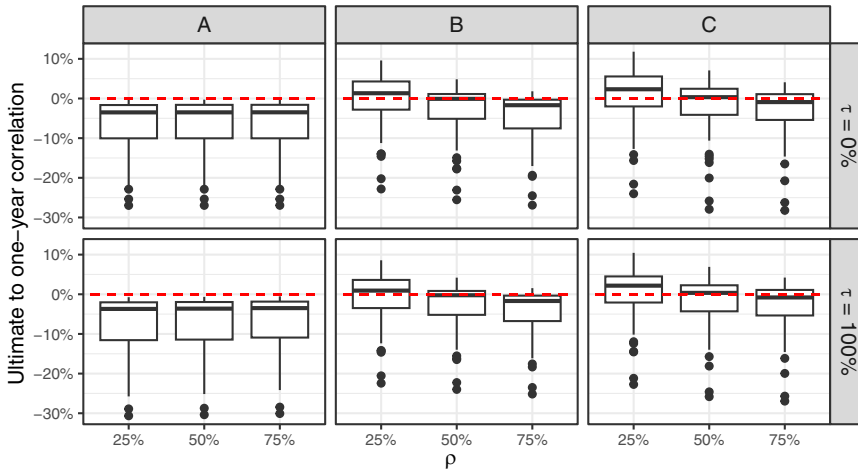 A B C
Ultimate to one−year correlation
10%
0%
−10%
−20%
−30%
τ = 0%
10%
0%
−10%
−20%
−30%
τ = 100%
25% 50% 75% 25% 50% 75% 25% 50% 75%
ρ